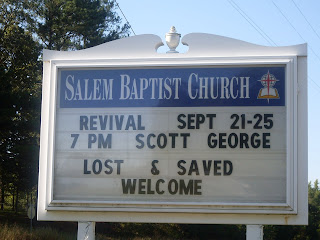 SALEM BAPTIST CHURCH
REVIVAL SEPT 21-25
7 PM SCOTT GEORGE
LOST & SAVED
WELCOME